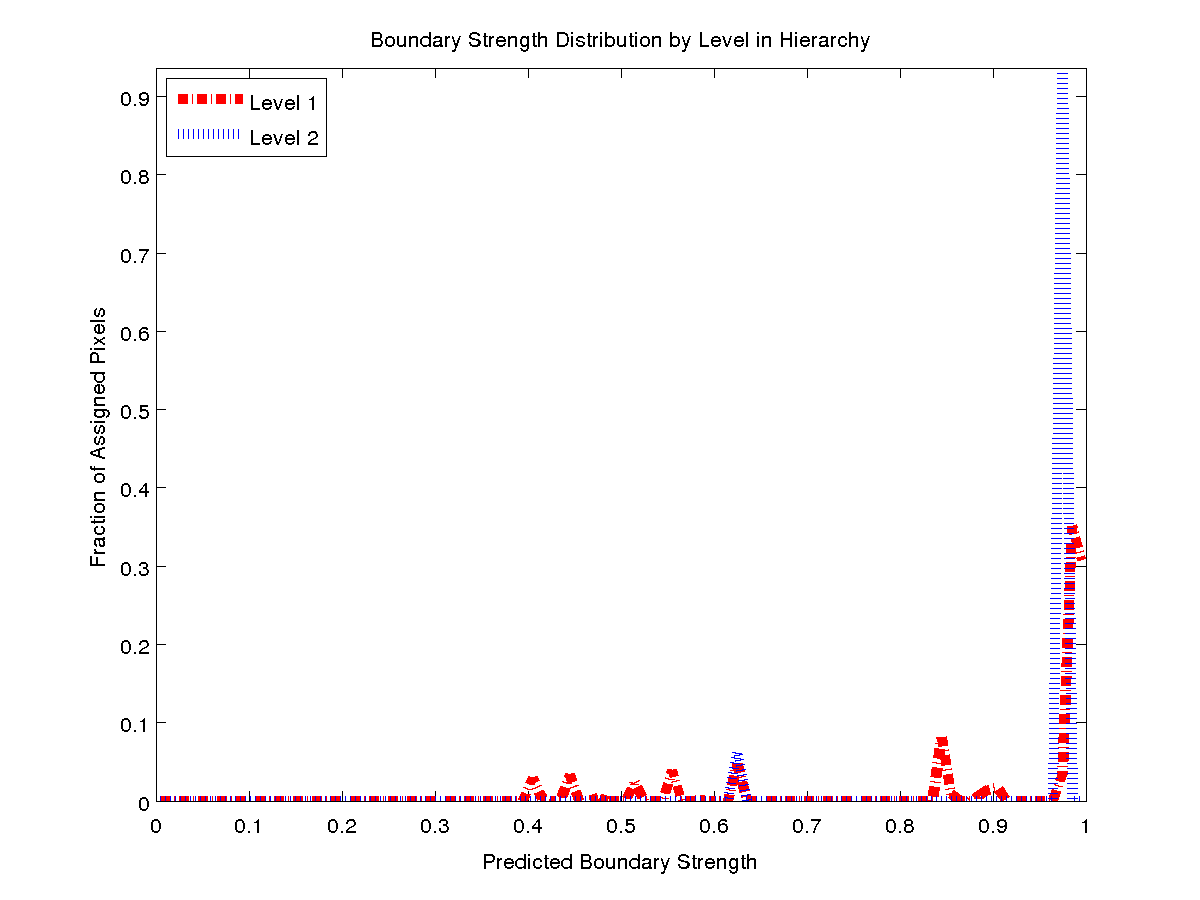 Boundary Strength Distribution by Level in Hierarchy
Level 1
Level 2
0.9
0.8
0.7
0.6
0.5
0.4
0.3
0.2
0.1
0
Fraction of Assigned Pixels
0 0.1 0.2 0.3 0.4 0.5 0.6 0.7 0.8 0.9 1
Predicted Boundary Strength